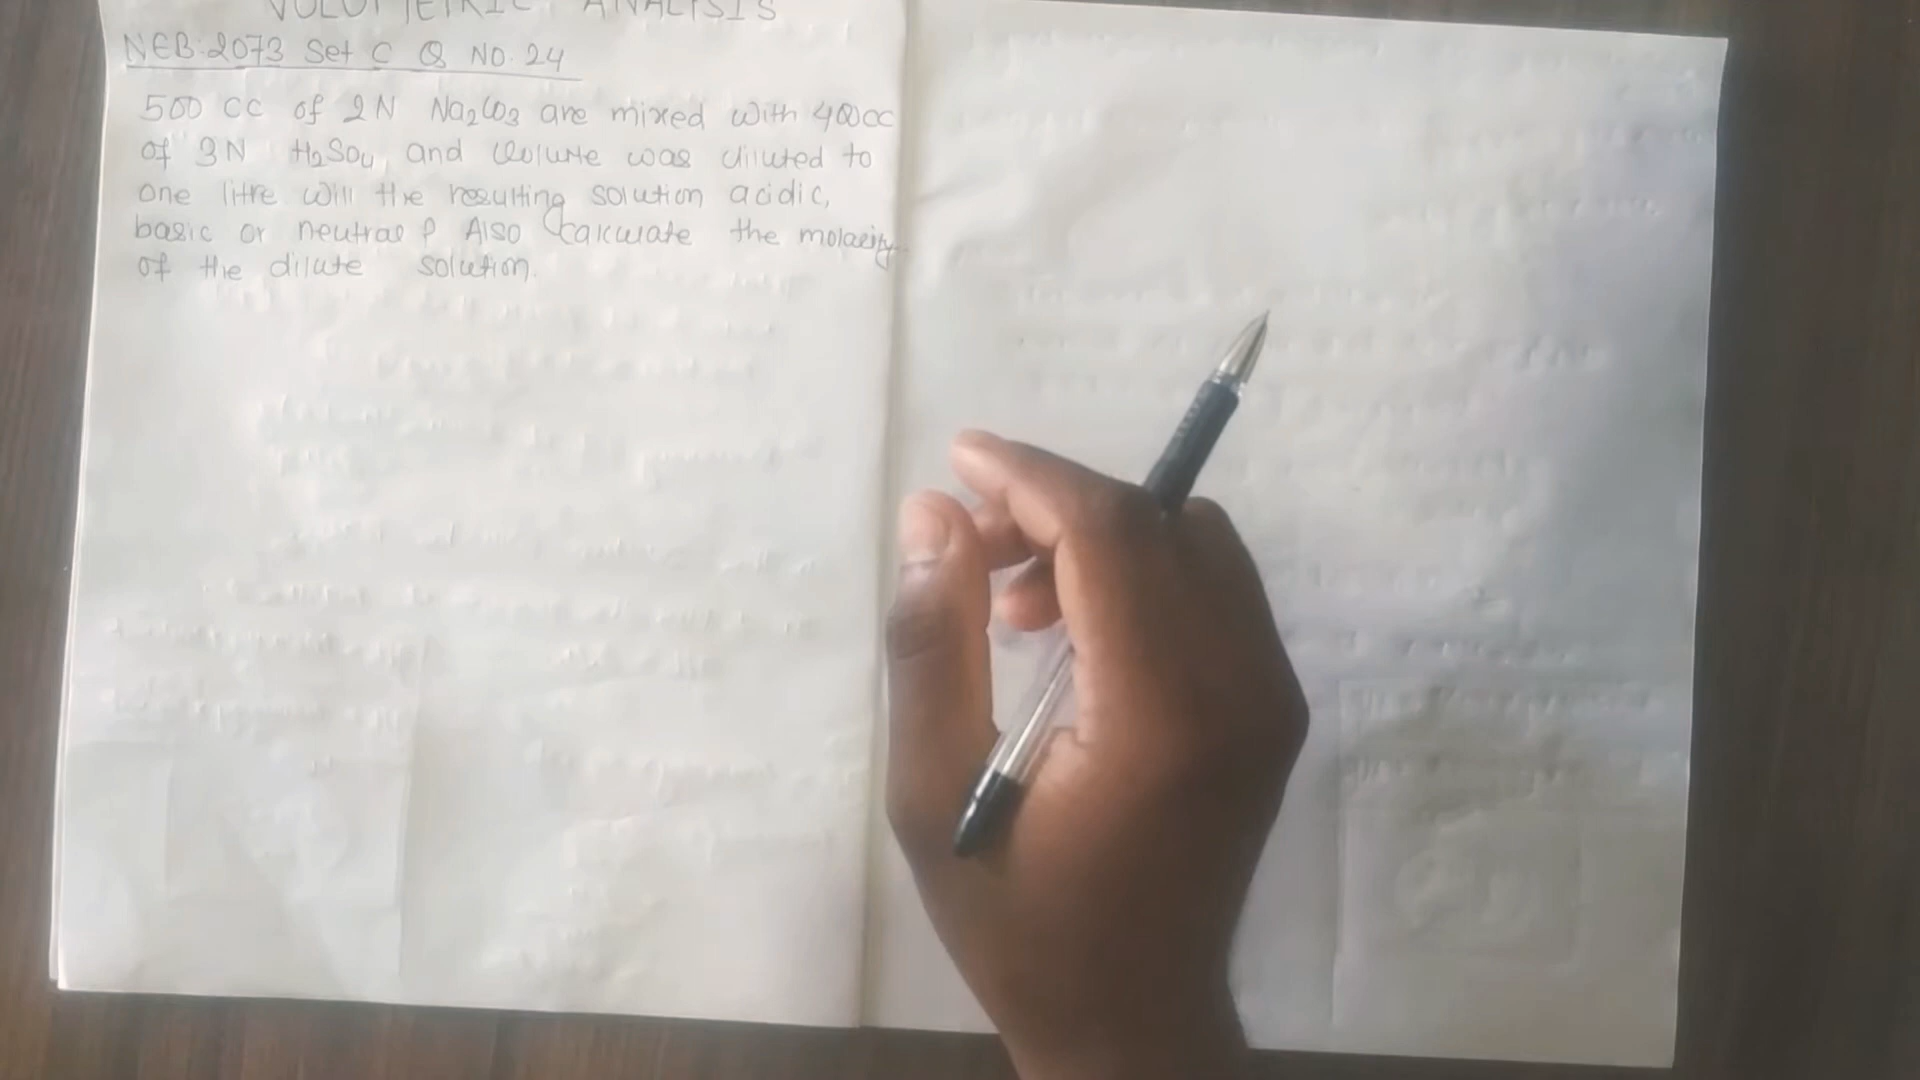 VOLUMETRIC ANALYSIS
NEB:2073 Set C Q NO. 24
500 CC of 2N Na2CO3 are mixed with 400CC
of 3N H2SO4 and volume was diluted to
one litre will the resulting solution acidic,
basic or neutral ? Also calculate the molarity
of the dilute solution.